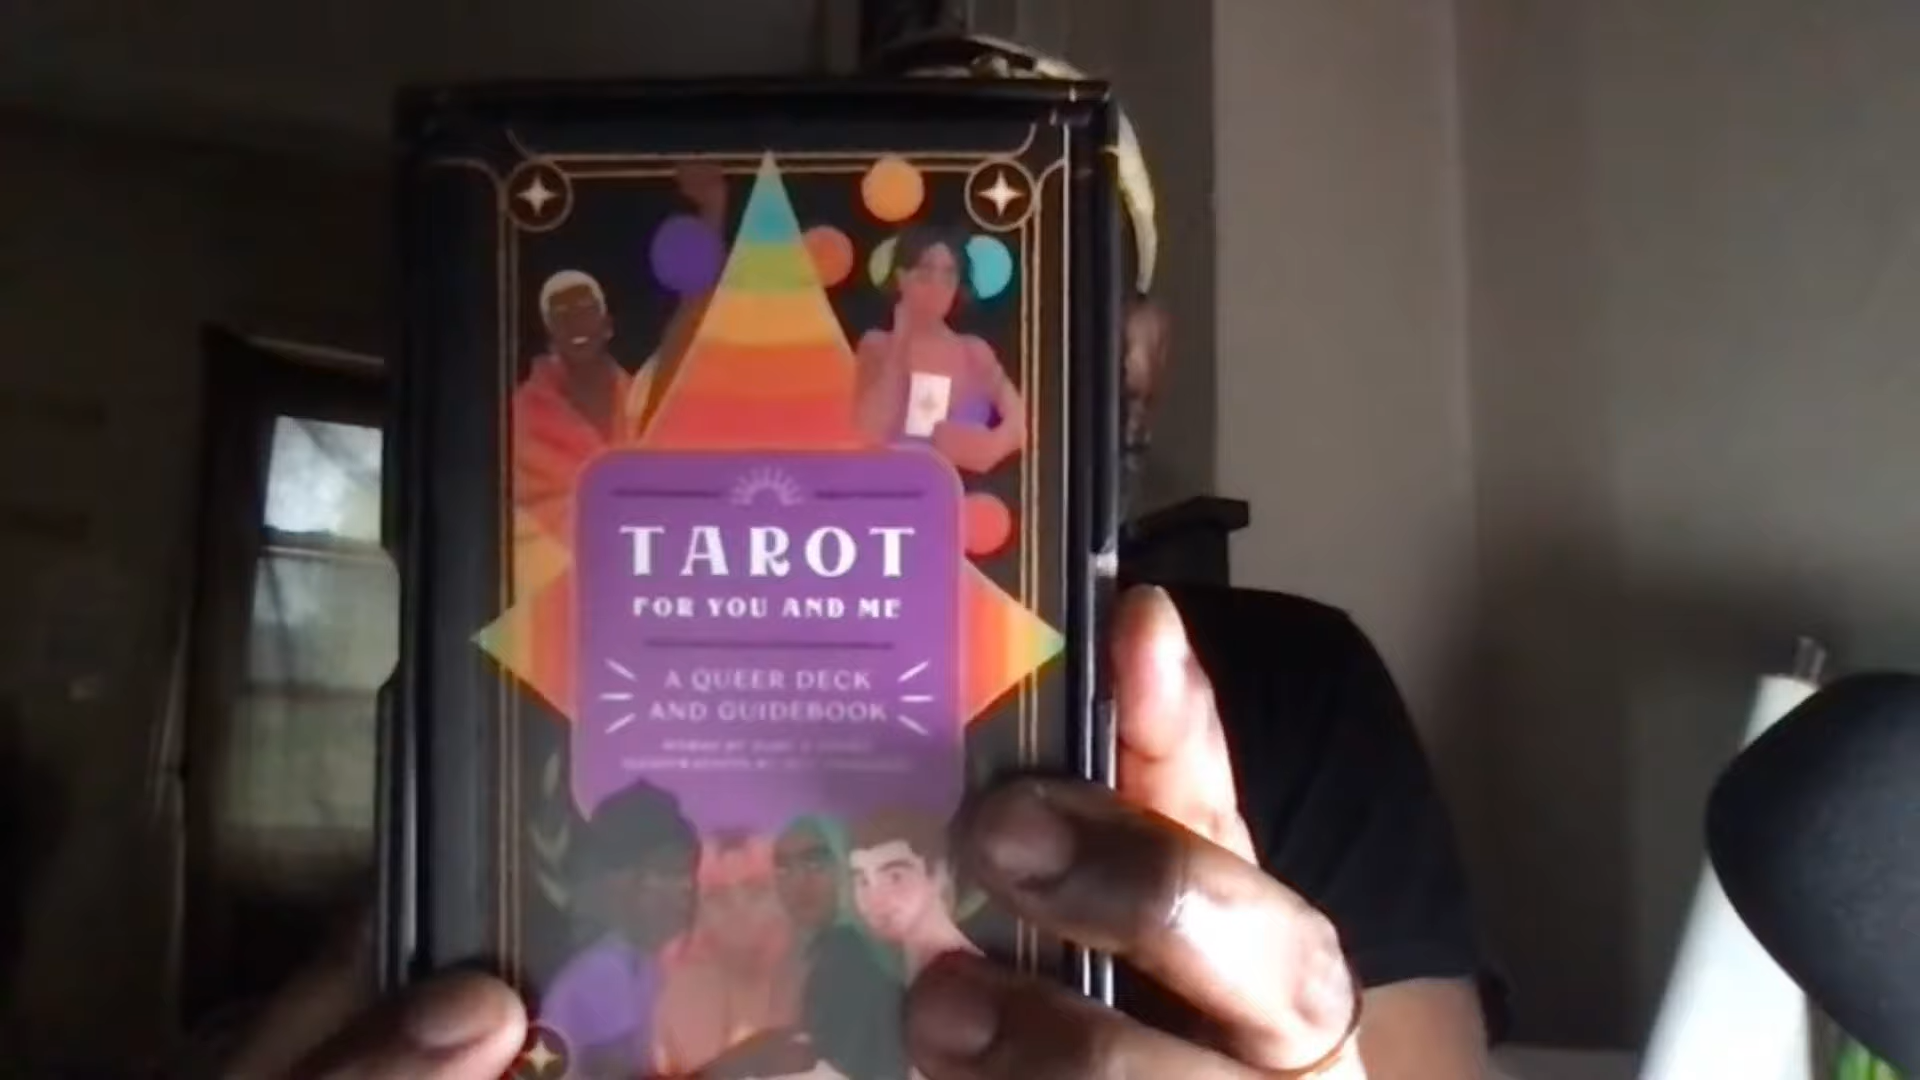 TAROT
FOR YOU AND ME
A QUEER DECK
AND GUIDEBOOK